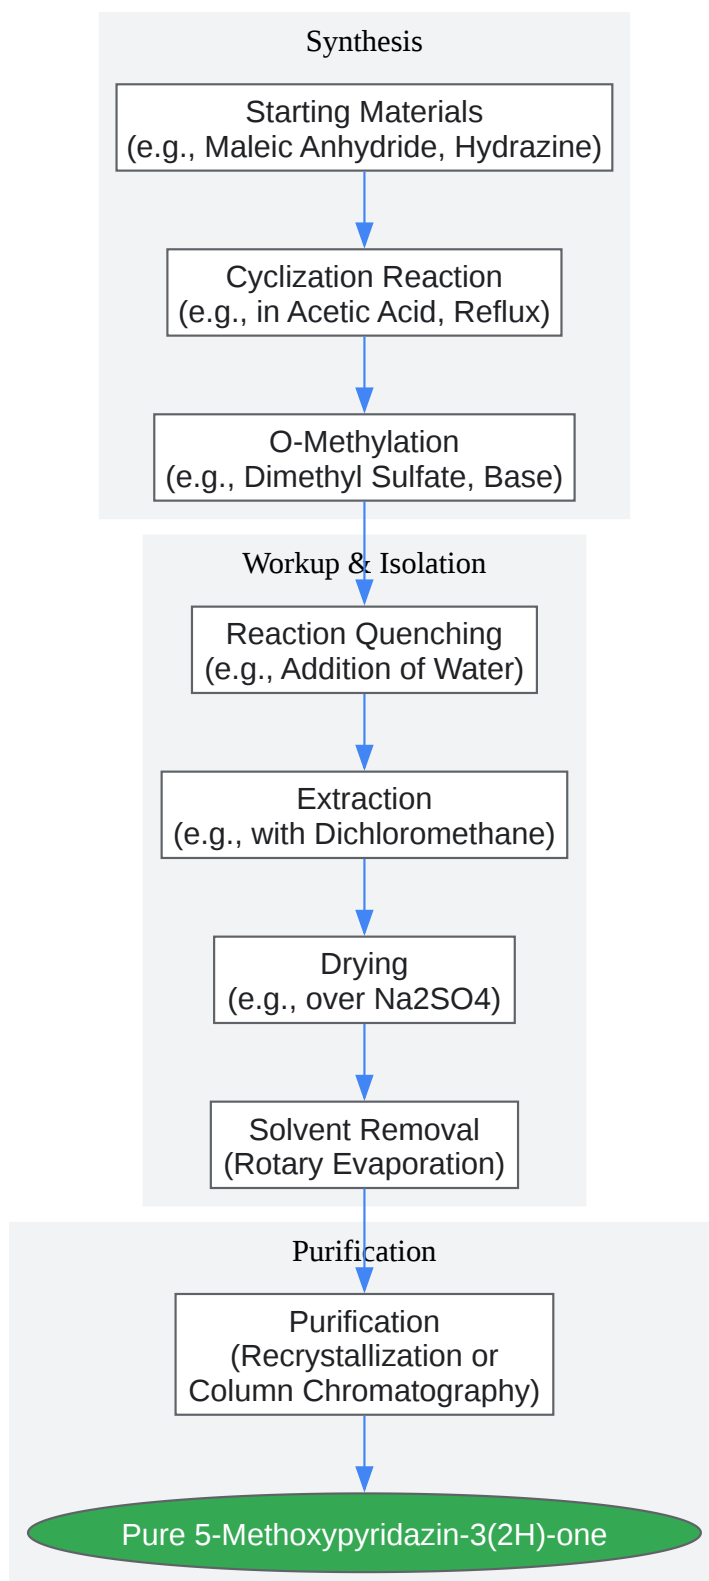 Synthesis
Starting Materials
(e.g., Maleic Anhydride, Hydrazine)
Cyclization Reaction
(e.g., in Acetic Acid, Reflux)
O-Methylation
(e.g., Dimethyl Sulfate, Base)
Workup & Isolation
Reaction Quenching
(e.g., Addition of Water)
Extraction
(e.g., with Dichloromethane)
Drying
(e.g., over Na2SO4)
Solvent Removal
(Rotary Evaporation)
Purification
Purification
(Recrystallization or
Column Chromatography)
Pure 5-Methoxypyridazin-3(2H)-one